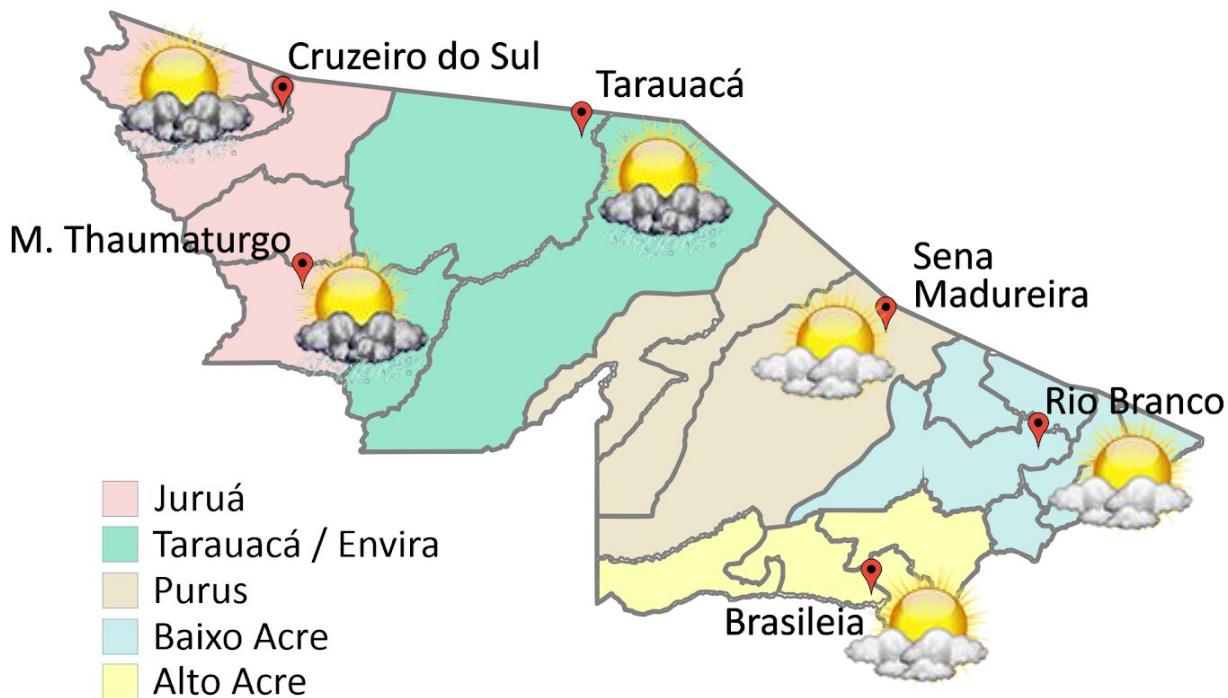 Cruzeiro do Sul
Tarauacá
M. Thaumaturgo
Sena
Madureira
Rio Branco
Brasileia
Juruá
Tarauacá / Envira
Purus
Baixo Acre
Alto Acre